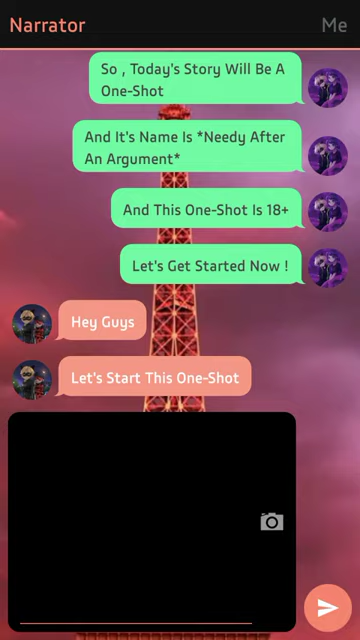 Narrator
Me
So , Today's Story Will Be A
One-Shot
And It's Name Is *Needy After
An Argument*
And This One-Shot Is 18+
Let's Get Started Now !
Hey Guys
Let's Start This One-Shot